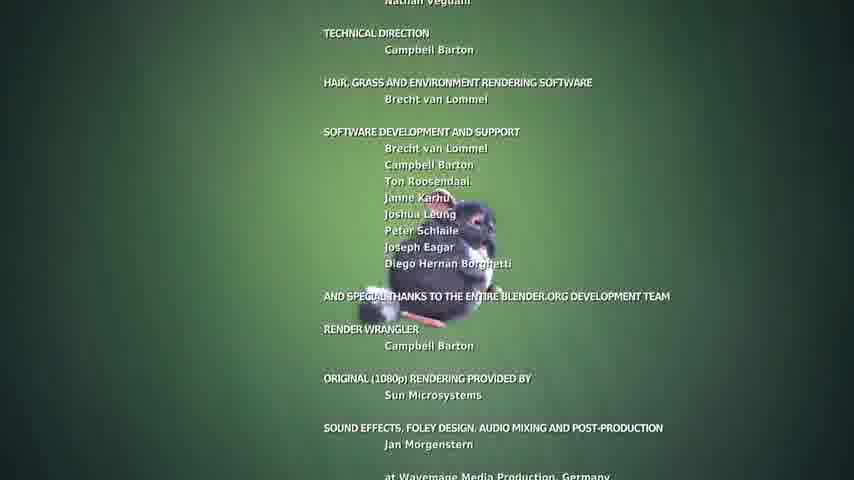 Nathan Vegdahl
TECHNICAL DIRECTION
Campbell Barton
HAIR, GRASS AND ENVIRONMENT RENDERING SOFTWARE
Brecht van Lommel
SOFTWARE DEVELOPMENT AND SUPPORT
Brecht van Lommel
Campbell Barton
Ton Roosendaal
Janne Karhu
Joshua Leung
Peter Schlaile
Joseph Eagar
Diego Hernan Borghetti
AND SPECIAL THANKS TO THE ENTIRE BLENDER.ORG DEVELOPMENT TEAM
RENDER WRANGLER
Campbell Barton
ORIGINAL (1080p) RENDERING PROVIDED BY
Sun Microsystems
SOUND EFFECTS, FOLEY DESIGN, AUDIO MIXING AND POST-PRODUCTION
Jan Morgenstern
at Wavemage Media Production, Germany